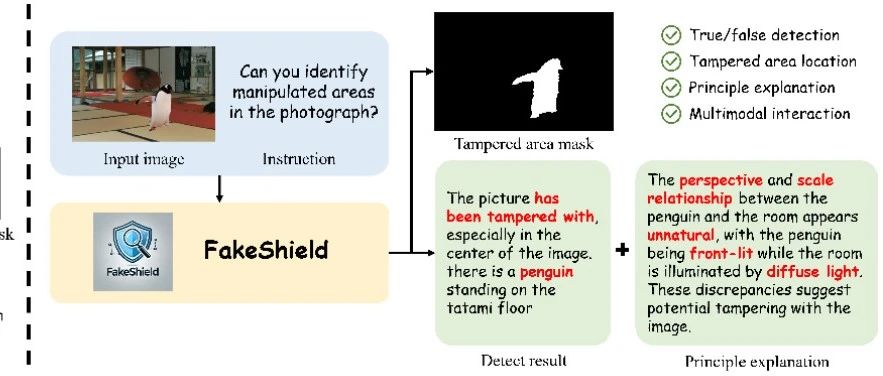 Can you identify
manipulated areas
in the photograph?
Input image
Instruction
FakeShield
FakeShield
Tampered area mask
True/false detection
Tampered area location
Principle explanation
Multimodal interaction
The picture has
been tampered with,
especially in the
center of the image.
there is a penguin
standing on the
tatami floor
Detect result
+
The perspective and scale
relationship between the
penguin and the room appears
unnatural, with the penguin
being front-lit while the room
is illuminated by diffuse light.
These discrepancies suggest
potential tampering with the
image.
Principle explanation
sk